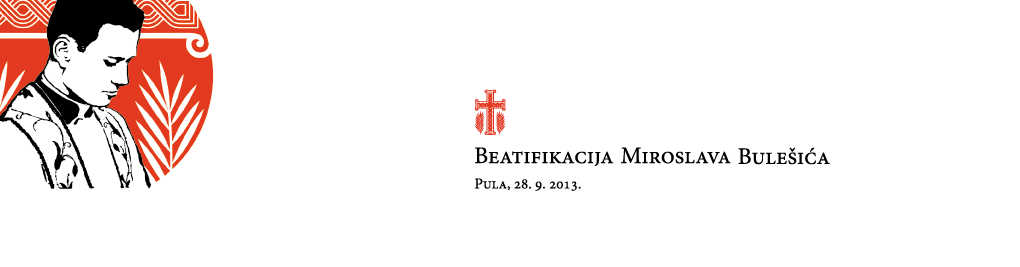 Beatifikacija Miroslava Bulešića
Pula, 28. 9. 2013.